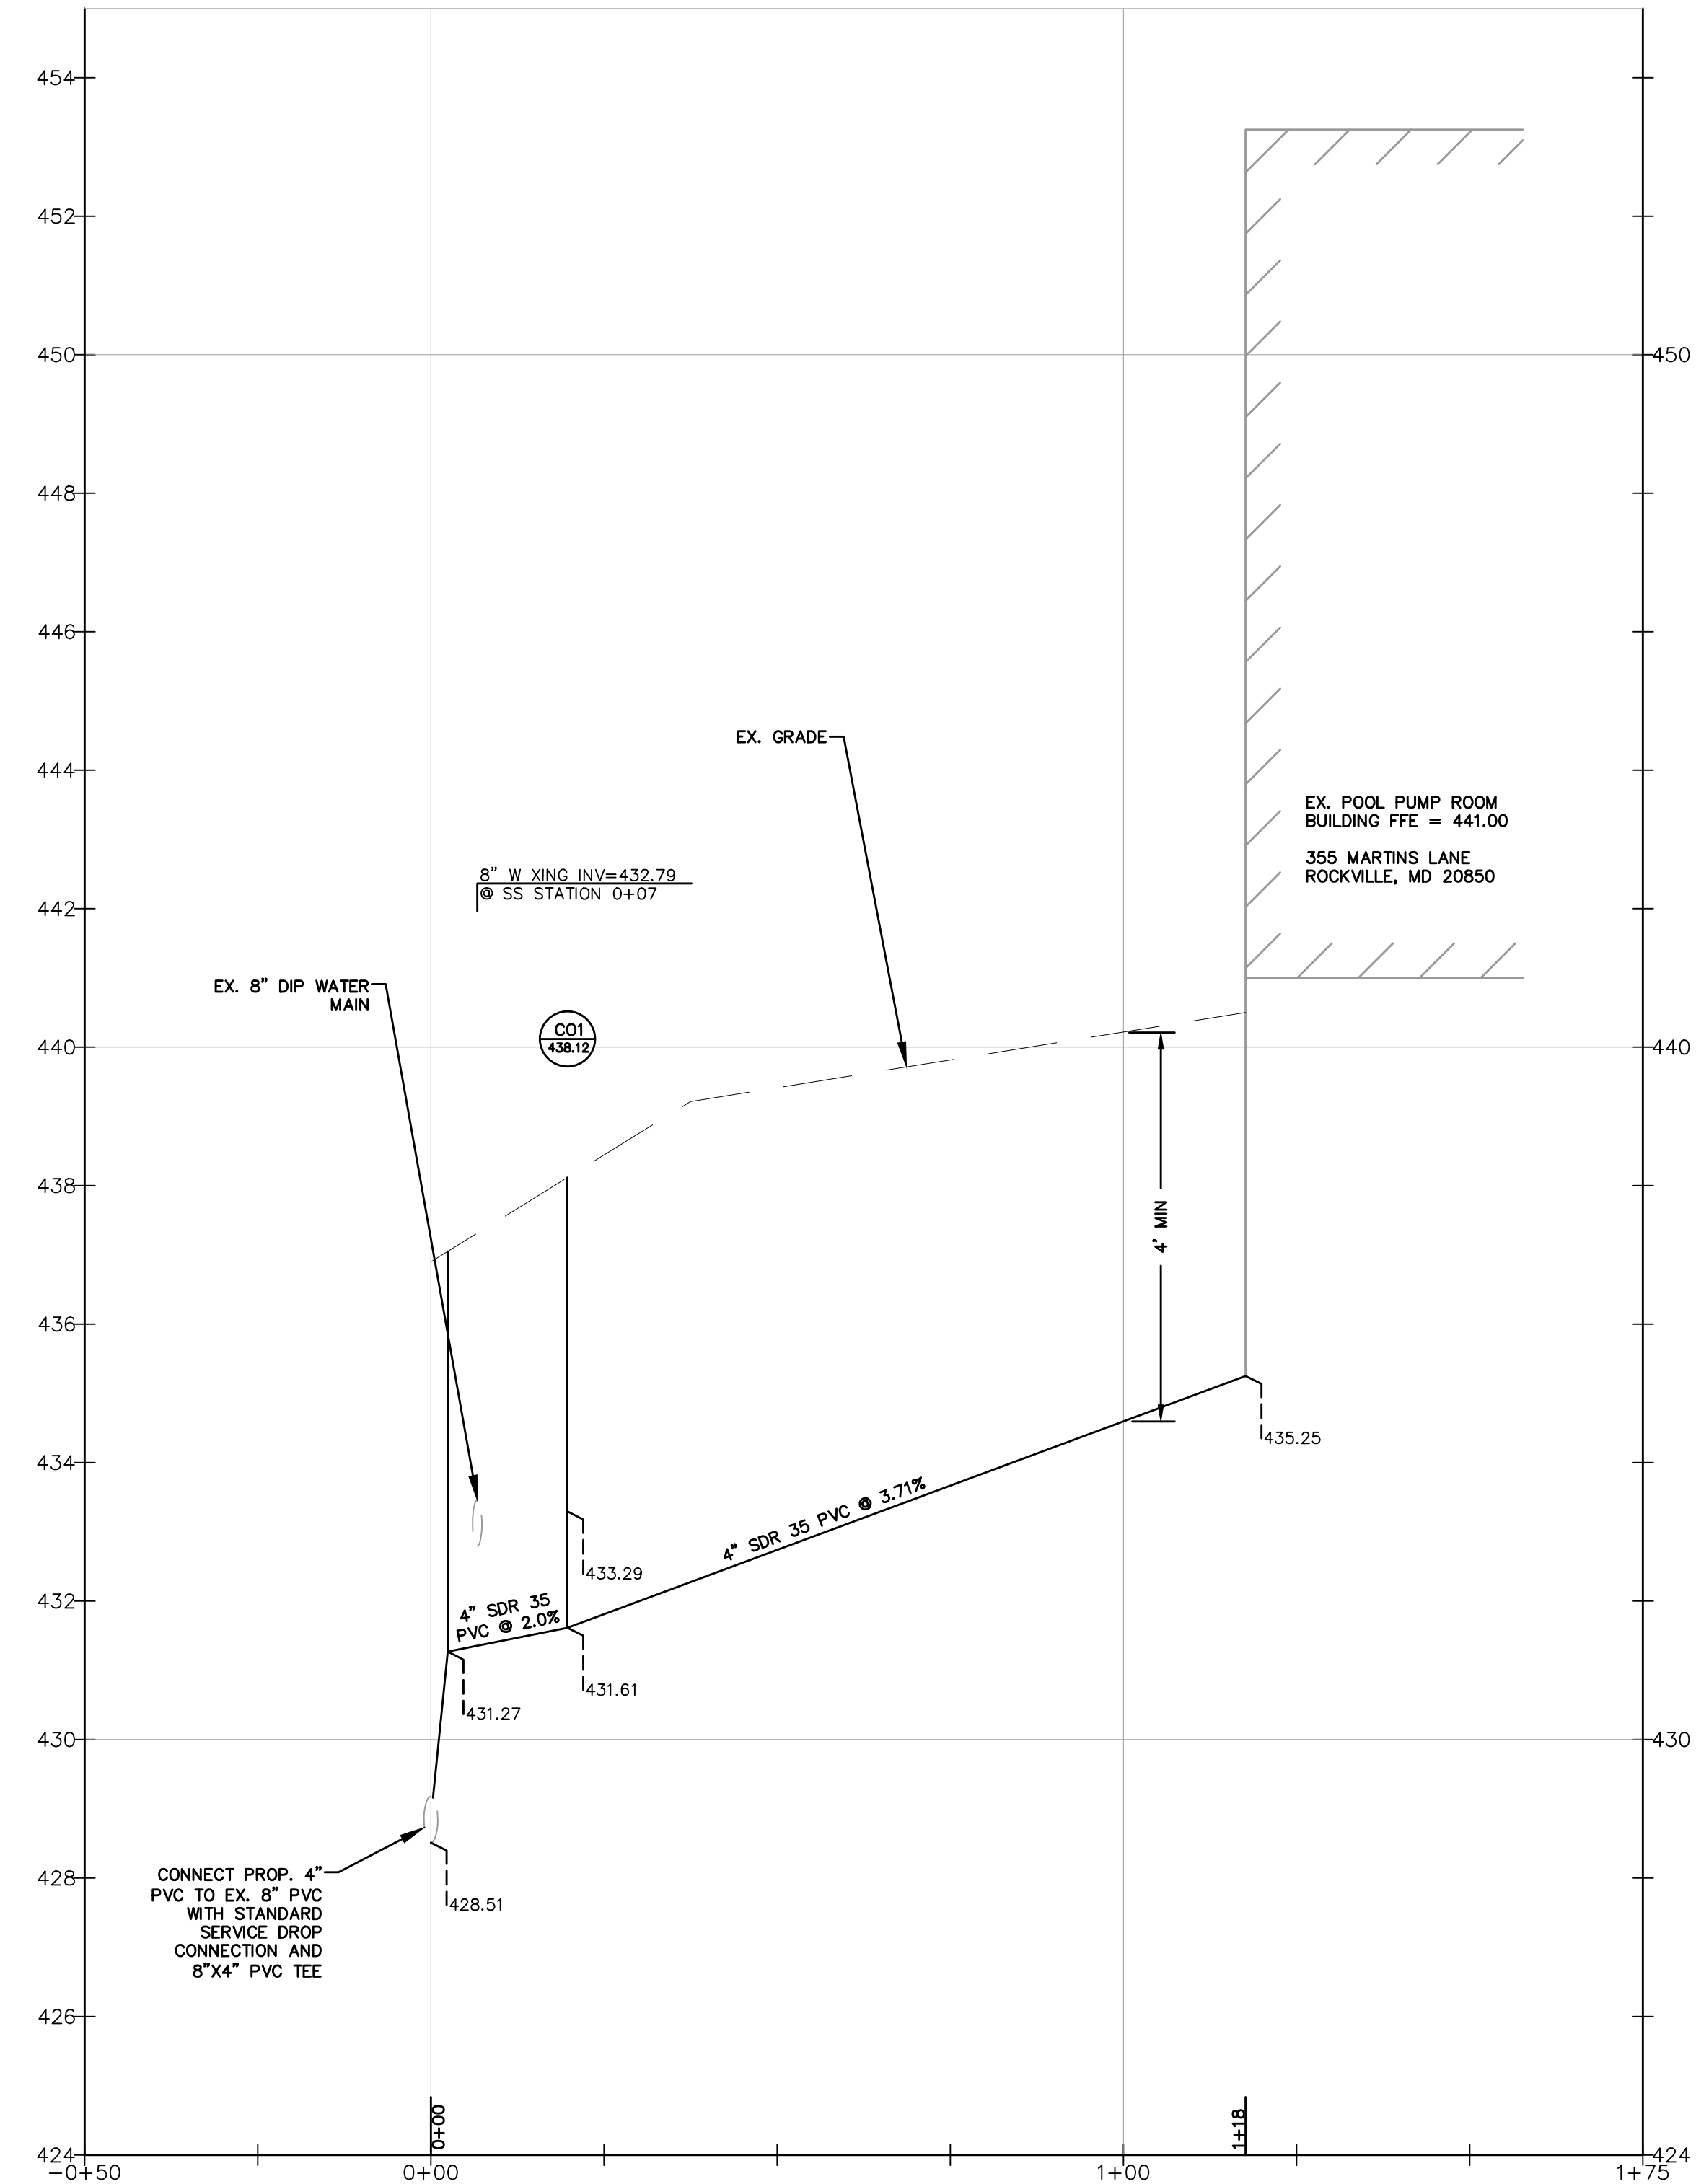 454
452
450
450
448
446
444
442
440
440
438
436
434
432
430
430
428
426
424
424
EX. GRADE
EX. POOL PUMP ROOM
BUILDING FFE = 441.00
355 MARTINS LANE
ROCKVILLE, MD 20850
8" W XING INV=432.79
@ SS STATION 0+07
EX. 8" DIP WATER
MAIN
CO1
438.12
4' MIN
435.25
4" SDR 35 PVC @ 3.71%
433.29
4" SDR 35
PVC @ 2.0%
431.61
431.27
428.51
CONNECT PROP. 4"
PVC TO EX. 8" PVC
WITH STANDARD
SERVICE DROP
CONNECTION AND
8"X4" PVC TEE
0+00
1+18
-0+50
0+00
1+00
1+75